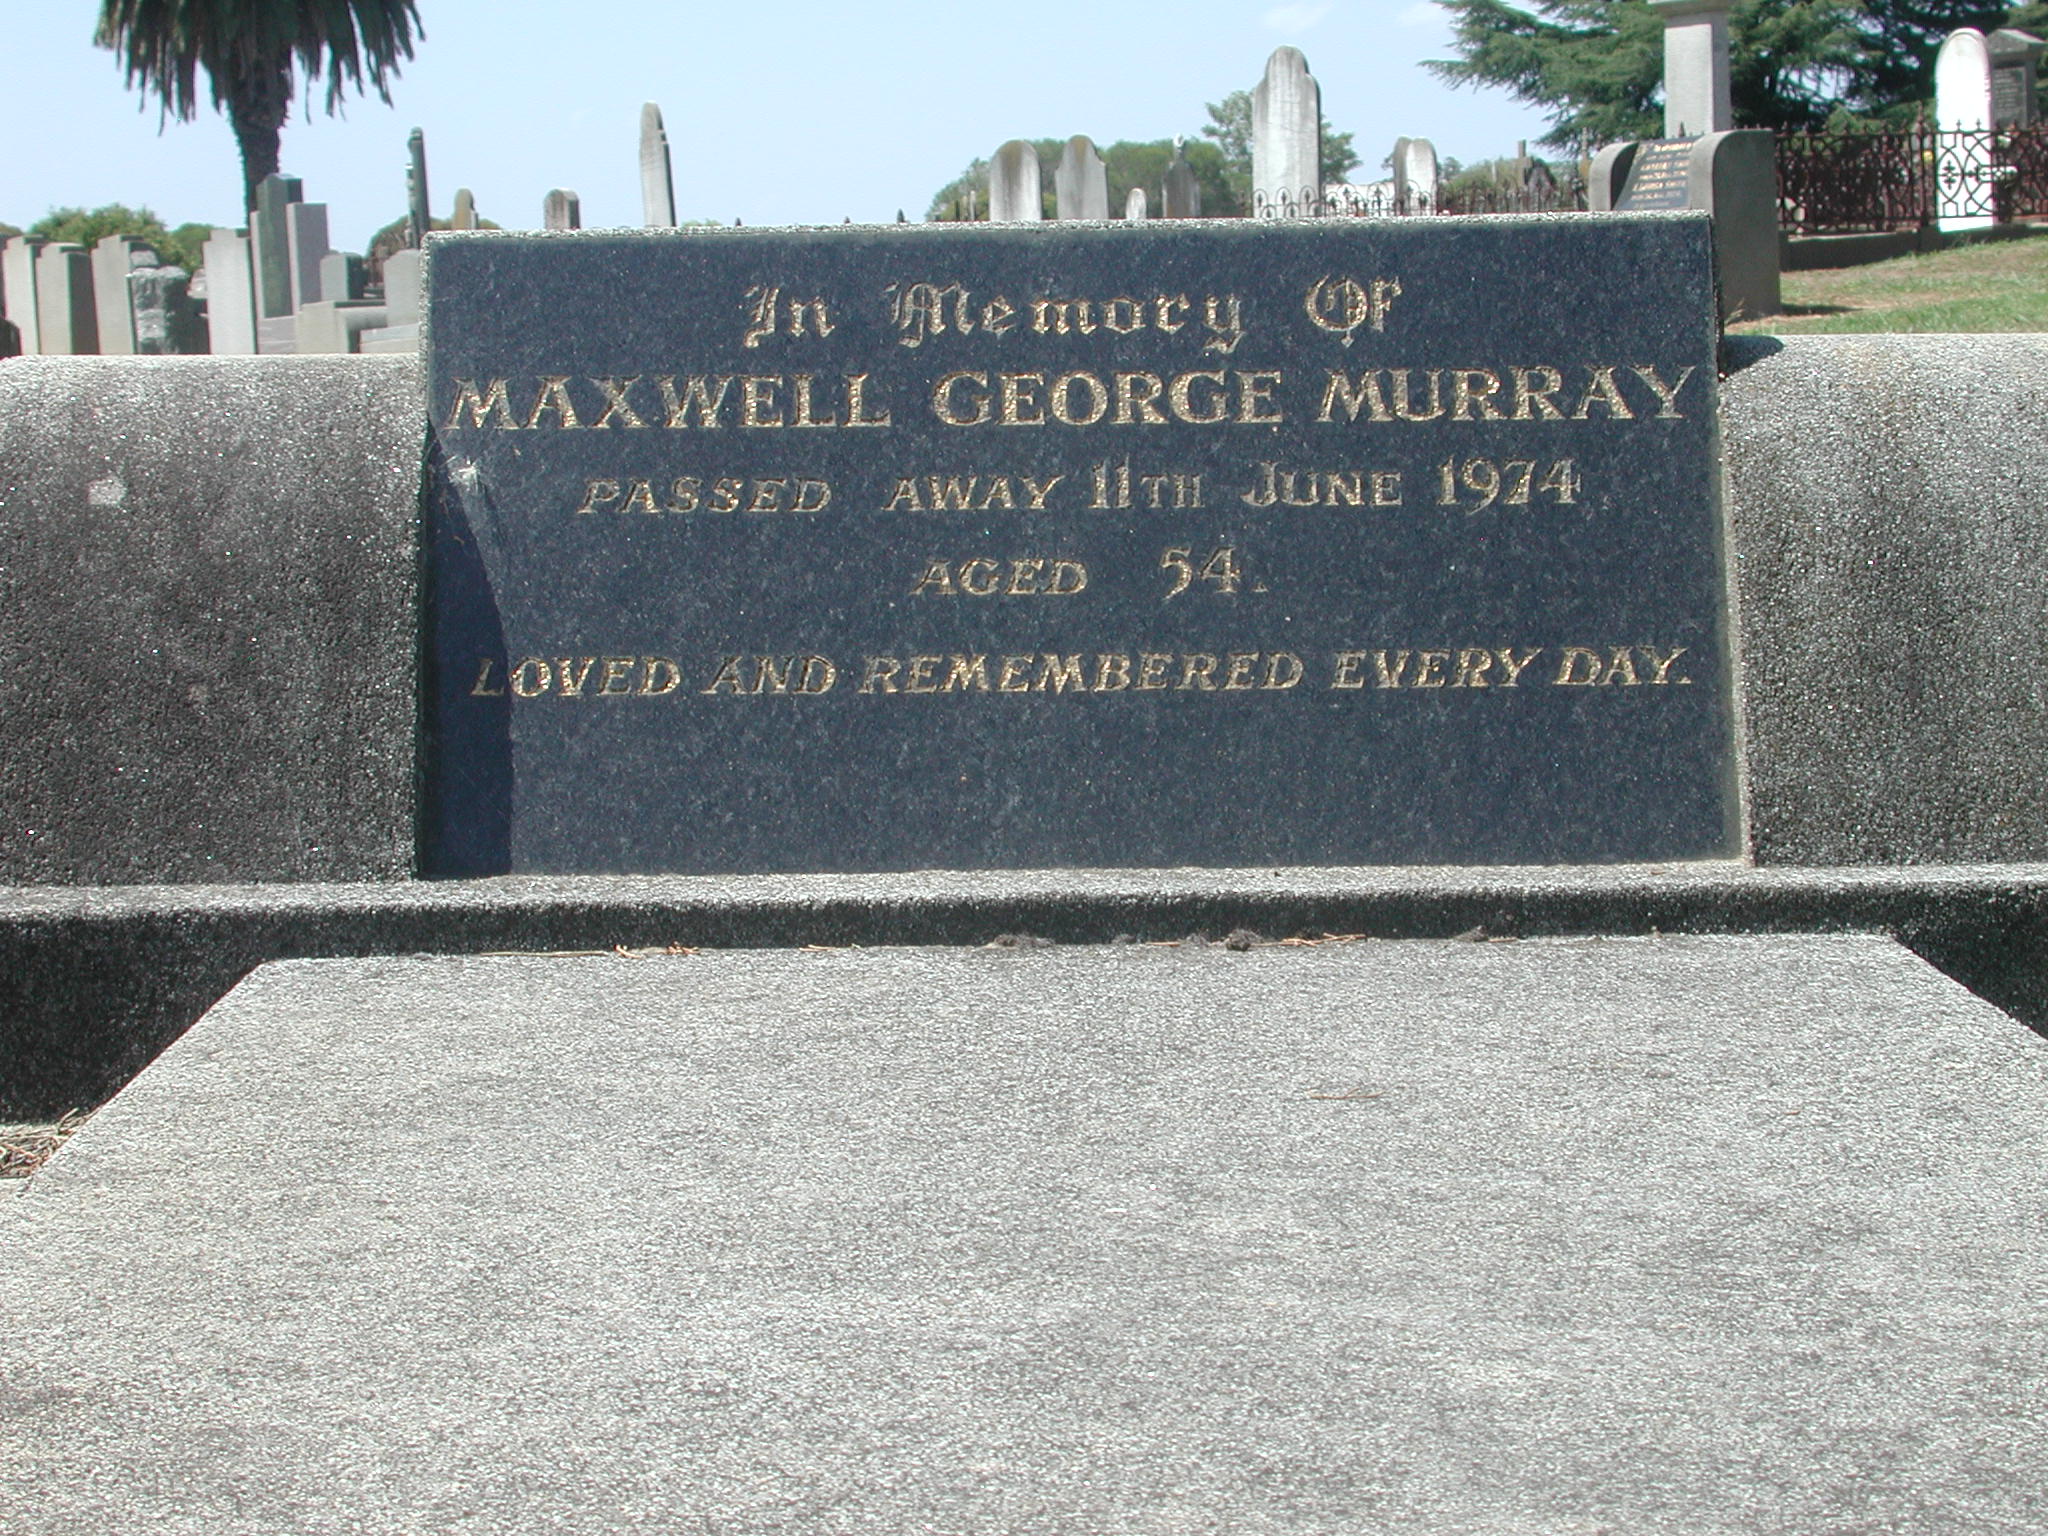 In Memory Of
MAXWELL GEORGE MURRAY
PASSED AWAY 11TH JUNE 1974
AGED 54.
LOVED AND REMEMBERED EVERY DAY.